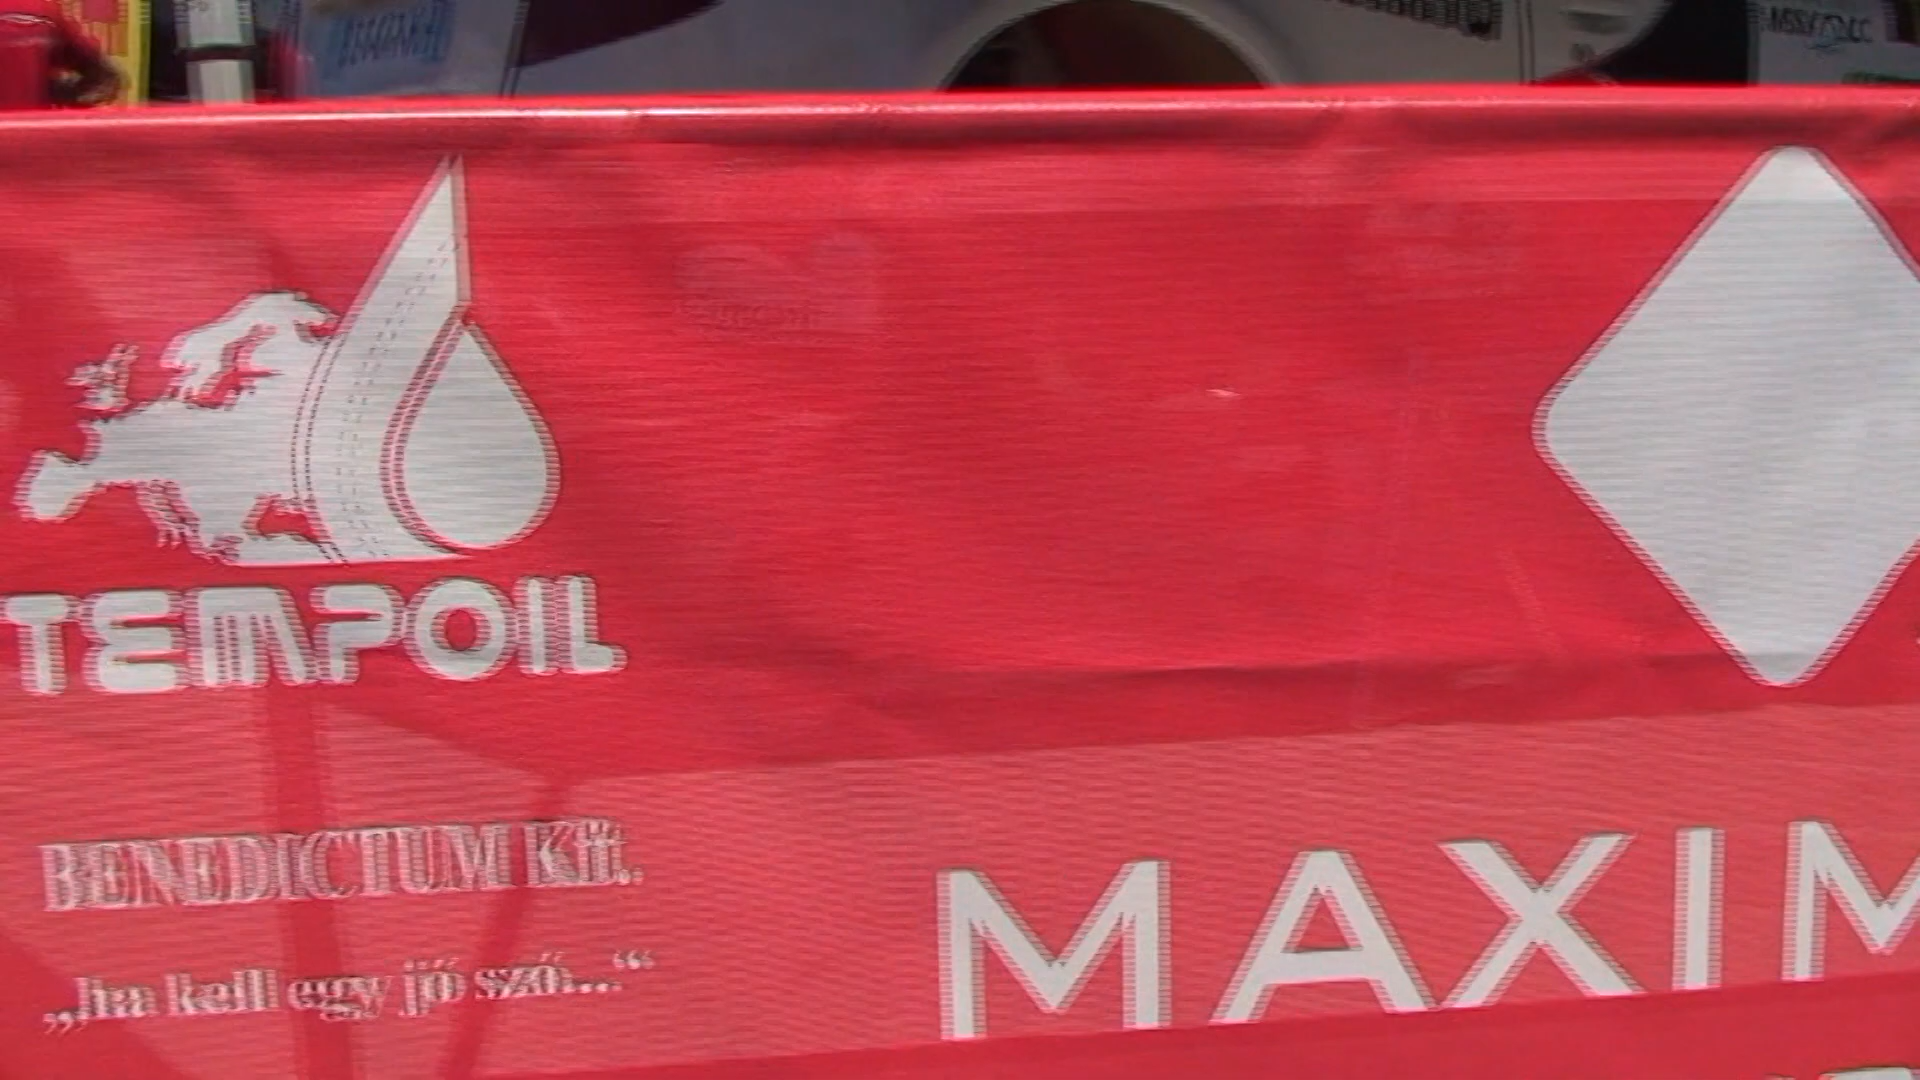 TEMPOIL
BENEDICTUM Kft.
„ha kell egy jó szó...“
MAXIM